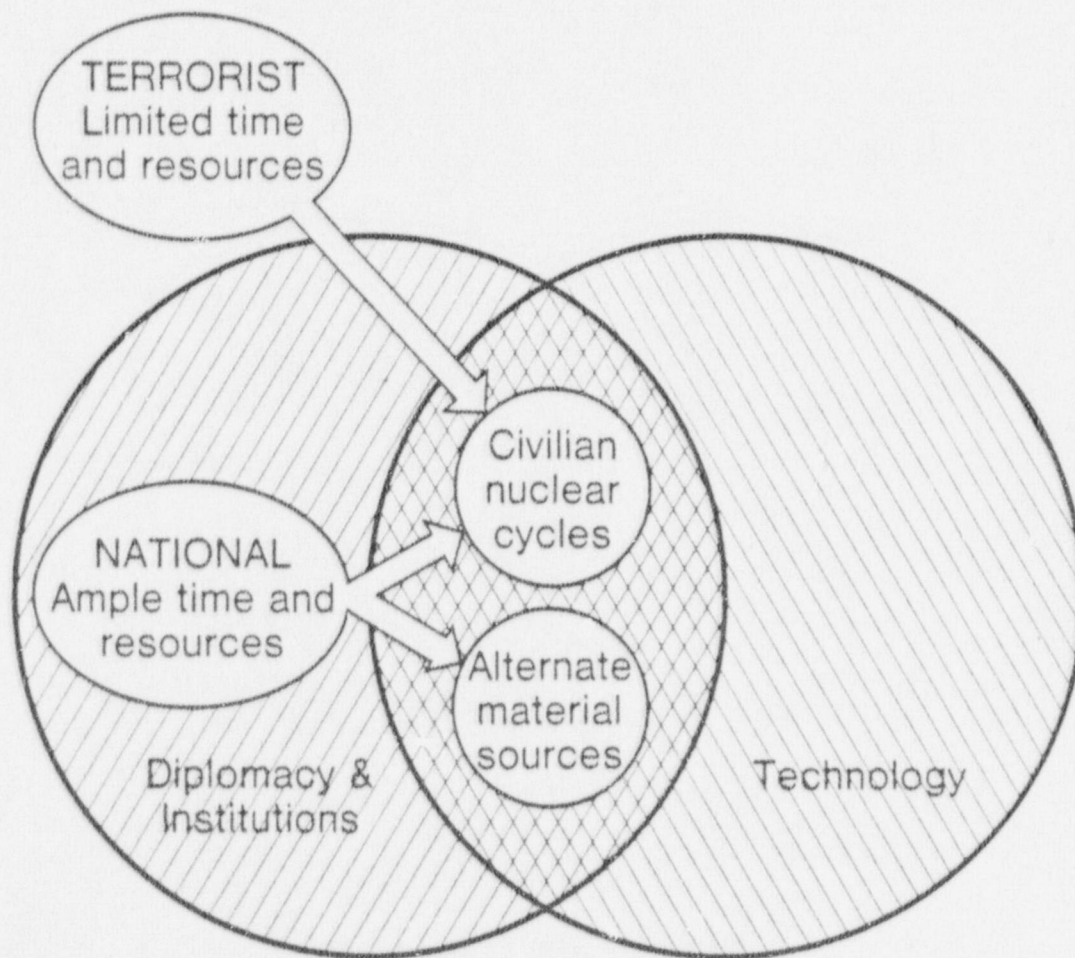 TERRORIST
Limited time
and resources
Civilian
nuclear
cycles
NATIONAL
Ample time and
resources
Alternate
material
sources
Diplomacy &
Institutions
Technology